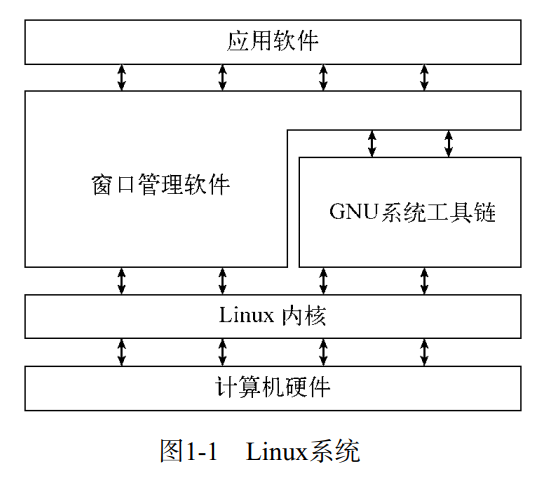 应用软件
窗口管理软件
GNU系统工具链
Linux 内核
计算机硬件
图1-1 Linux系统